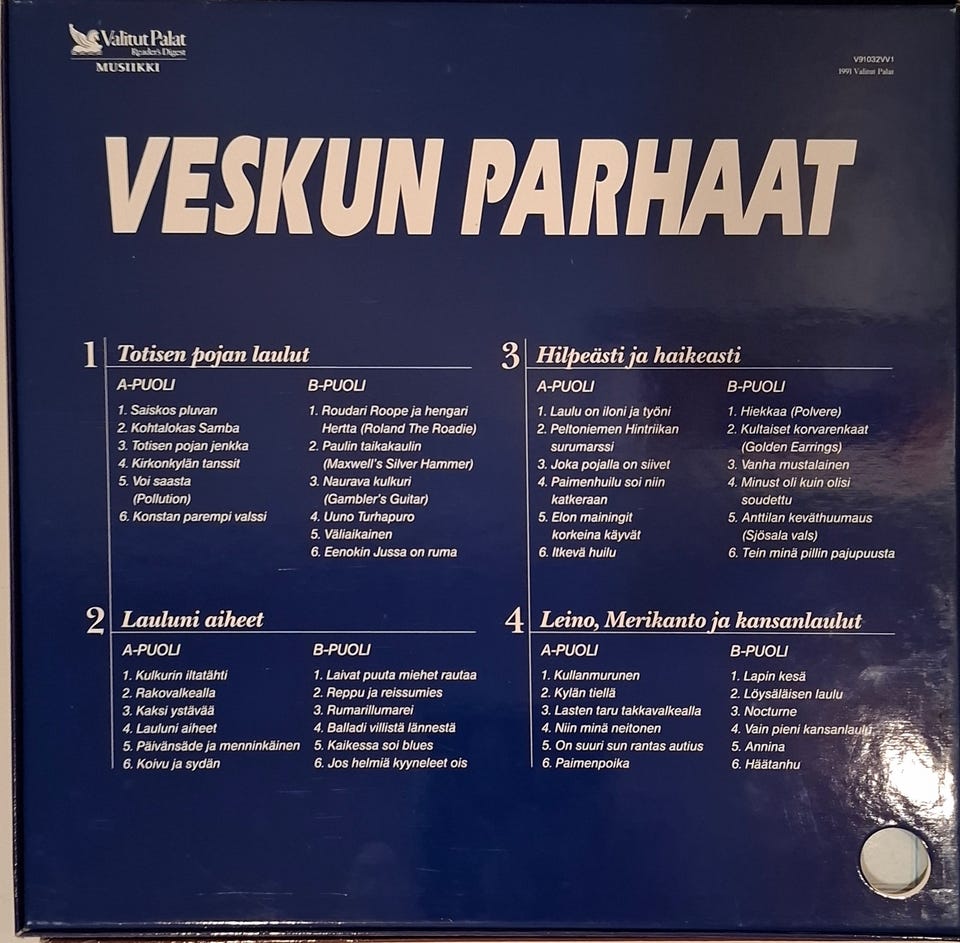 Valitut Palat
Reader's Digest
MUSIIKKI
V91032VV1
1991 Valitut Palat
VESKUN PARHAAT
1 Totisen pojan laulut
A-PUOLI
1. Saiskos pluvan
2. Kohtalokas Samba
3. Totisen pojan jenkka
4. Kirkonkylän tanssit
5. Voi saasta
(Pollution)
6. Konstan parempi valssi
B-PUOLI
1. Roudari Roope ja hengari
Hertta (Roland The Roadie)
2. Paulin taikakaulin
(Maxwell's Silver Hammer)
3. Naurava kulkuri
(Gambler's Guitar)
4. Uuno Turhapuro
5. Väliaikainen
6. Eenokin Jussa on ruma
2 Lauluni aiheet
A-PUOLI
1. Kulkurin iltatähti
2. Rakovalkealla
3. Kaksi ystävää
4. Lauluni aiheet
5. Päivänsäde ja menninkäinen
6. Koivu ja sydän
B-PUOLI
1. Laivat puuta miehet rautaa
2. Reppu ja reissumies
3. Rumarillumarei
4. Balladi villistä lännestä
5. Kaikessa soi blues
6. Jos helmiä kyyneleet ois
3 Hilpeästi ja haikeasti
A-PUOLI
1. Laulu on iloni ja työni
2. Peltoniemen Hintriikan
surumarssi
3. Joka pojalla on siivet
4. Paimenhuilu soi niin
katkeraan
5. Elon mainingit
korkeina käyvät
6. Itkevä huilu
B-PUOLI
1. Hiekkaa (Polvere)
2. Kultaiset korvarenkaat
(Golden Earrings)
3. Vanha mustalainen
4. Minust oli kuin olisi
soudettu
5. Anttilan keväthuumaus
(Sjösala vals)
6. Tein minä pillin pajupuusta
4 Leino, Merikanto ja kansanlaulut
A-PUOLI
1. Kullanmurunen
2. Kylän tiellä
3. Lasten taru takkavalkealla
4. Niin minä neitonen
5. On suuri sun rantas autius
6. Paimenpoika
B-PUOLI
1. Lapin kesä
2. Löysäläisen laulu
3. Nocturne
4. Vain pieni kansanlaulu
5. Annina
6. Häätanhu